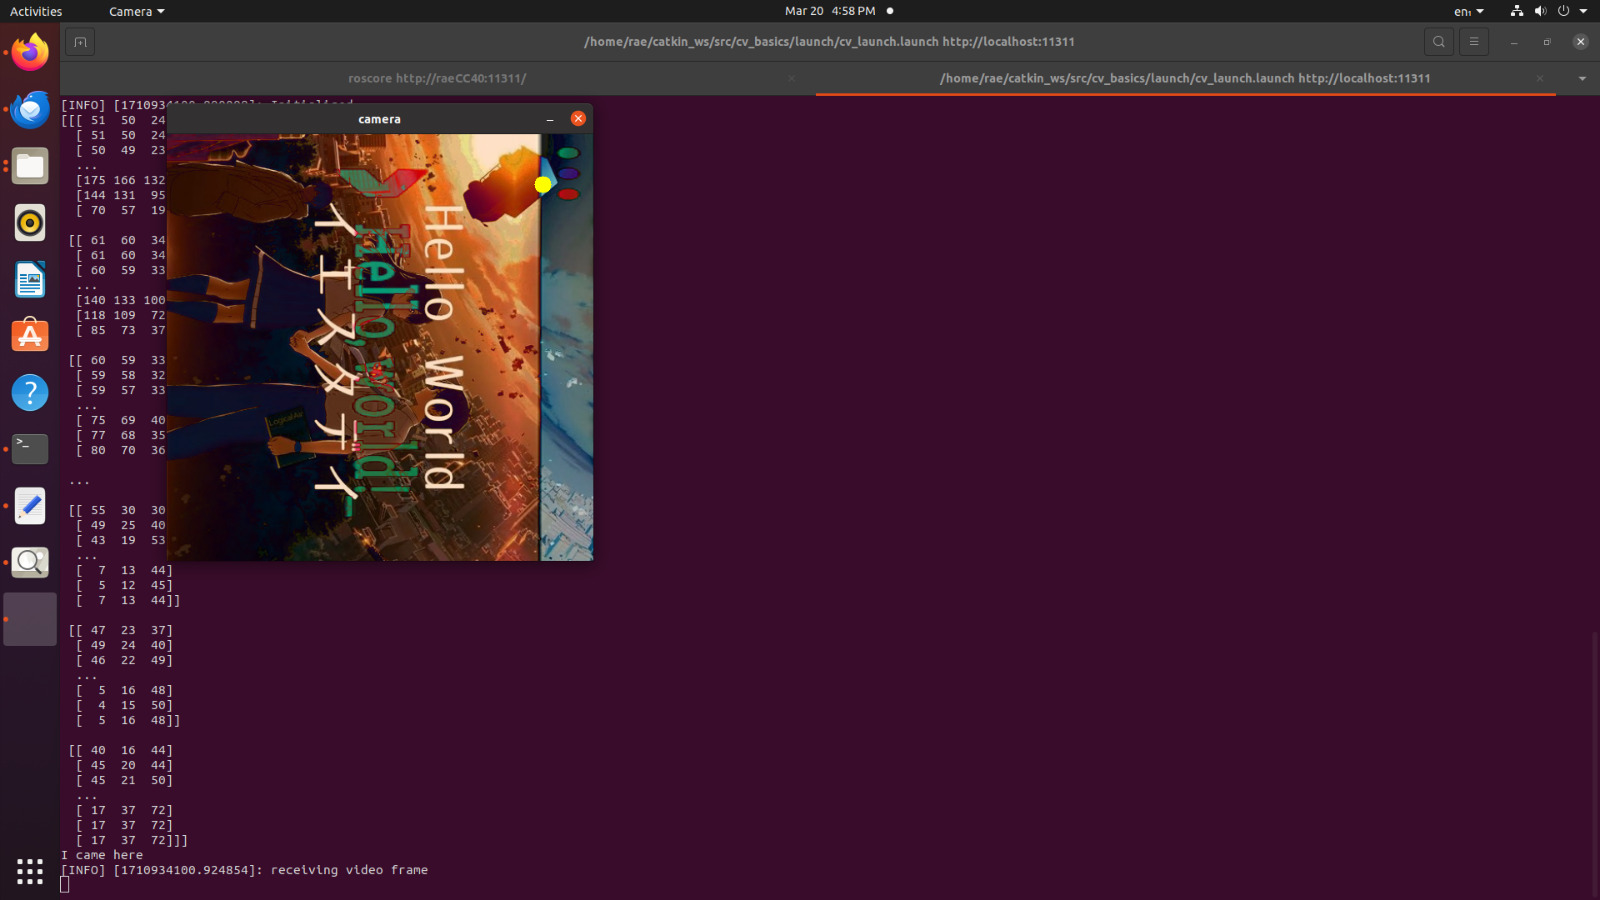 Activities
Camera
Mar 20 4:58 PM
en₁
/home/rae/catkin_ws/src/cv_basics/launch/cv_launch.launch http://localhost:11311
roscore http://raeCC40:11311/
/home/rae/catkin_ws/src/cv_basics/launch/cv_launch.launch http://localhost:11311
camera
[[[ 51 50 24
[ 51 50 24
[ 50 49 23
...
[175 166 132
[144 131 95
[ 70 57 19
[[ 61 60 34
[ 61 60 34
[ 60 59 33
...
[140 133 100
[118 109 72
[ 85 73 37
[[ 60 59 33
[ 59 58 32
[ 59 57 33
...
[ 75 69 40
[ 77 68 35
[ 80 70 36
...
[[ 55 30 30
[ 49 25 40
[ 43 19 53
...
[ 7 13 44]
[ 5 12 45]
[ 7 13 44]]
[[ 47 23 37]
[ 49 24 40]
[ 46 22 49]
...
[ 5 16 48]
[ 4 15 50]
[ 5 16 48]]
[[ 40 16 44]
[ 45 20 44]
[ 45 21 50]
...
[ 17 37 72]
[ 17 37 72]
[ 17 37 72]]]
I came here
[INFO] [1710934100.924854]: receiving video frame
Hello World
Hello, world!_
イエスタディ